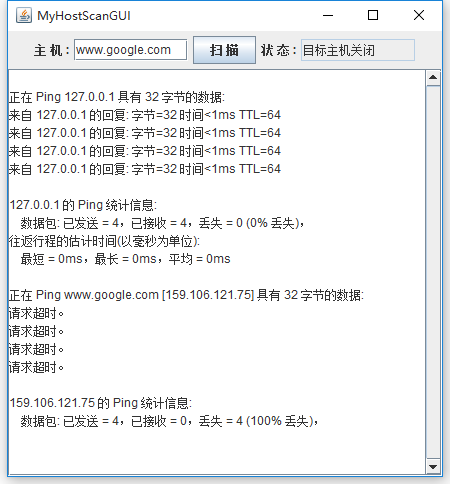 MyHostScanGUI
主 机： www.google.com 扫 描 状 态： 目标主机关闭
正在 Ping 127.0.0.1 具有 32 字节的数据:
来自 127.0.0.1 的回复: 字节=32 时间<1ms TTL=64
来自 127.0.0.1 的回复: 字节=32 时间<1ms TTL=64
来自 127.0.0.1 的回复: 字节=32 时间<1ms TTL=64
来自 127.0.0.1 的回复: 字节=32 时间<1ms TTL=64
127.0.0.1 的 Ping 统计信息:
数据包: 已发送 = 4，已接收 = 4，丢失 = 0 (0% 丢失)，
往返行程的估计时间(以毫秒为单位):
最短 = 0ms，最长 = 0ms，平均 = 0ms
正在 Ping www.google.com [159.106.121.75] 具有 32 字节的数据:
请求超时。
请求超时。
请求超时。
请求超时。
159.106.121.75 的 Ping 统计信息:
数据包: 已发送 = 4，已接收 = 0，丢失 = 4 (100% 丢失)，